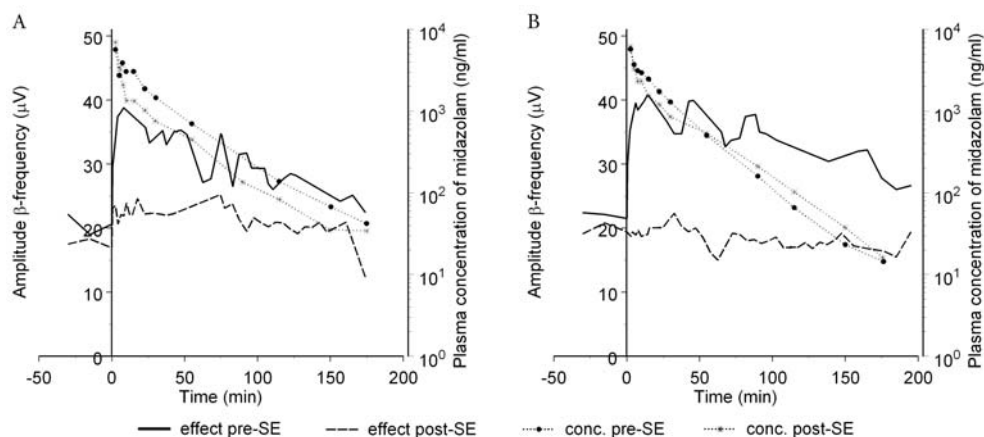 A
B
50
40
30
20
10
0
Amplitude β-frequency (μV)
10⁴
10³
10²
10¹
10⁰
Plasma concentration of midazolam (ng/ml)
-50 0 50 100 150 200
Time (min)
50
40
30
20
10
0
Amplitude β-frequency (μV)
10⁴
10³
10²
10¹
10⁰
Plasma concentration of midazolam (ng/ml)
-50 0 50 100 150 200
Time (min)
effect pre-SE effect post-SE conc. pre-SE conc. post-SE